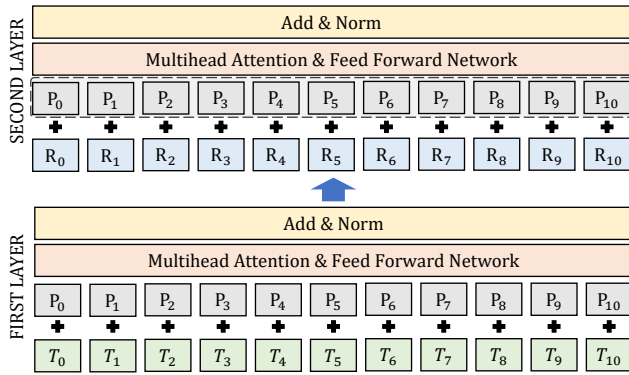 SECOND LAYER
Add & Norm
Multihead Attention & Feed Forward Network
P₀ P₁ P₂ P₃ P₄ P₅ P₆ P₇ P₈ P₉ P₁₀
R₀ R₁ R₂ R₃ R₄ R₅ R₆ R₇ R₈ R₉ R₁₀
FIRST LAYER
Add & Norm
Multihead Attention & Feed Forward Network
P₀ P₁ P₂ P₃ P₄ P₅ P₆ P₇ P₈ P₉ P₁₀
T₀ T₁ T₂ T₃ T₄ T₅ T₆ T₇ T₈ T₉ T₁₀